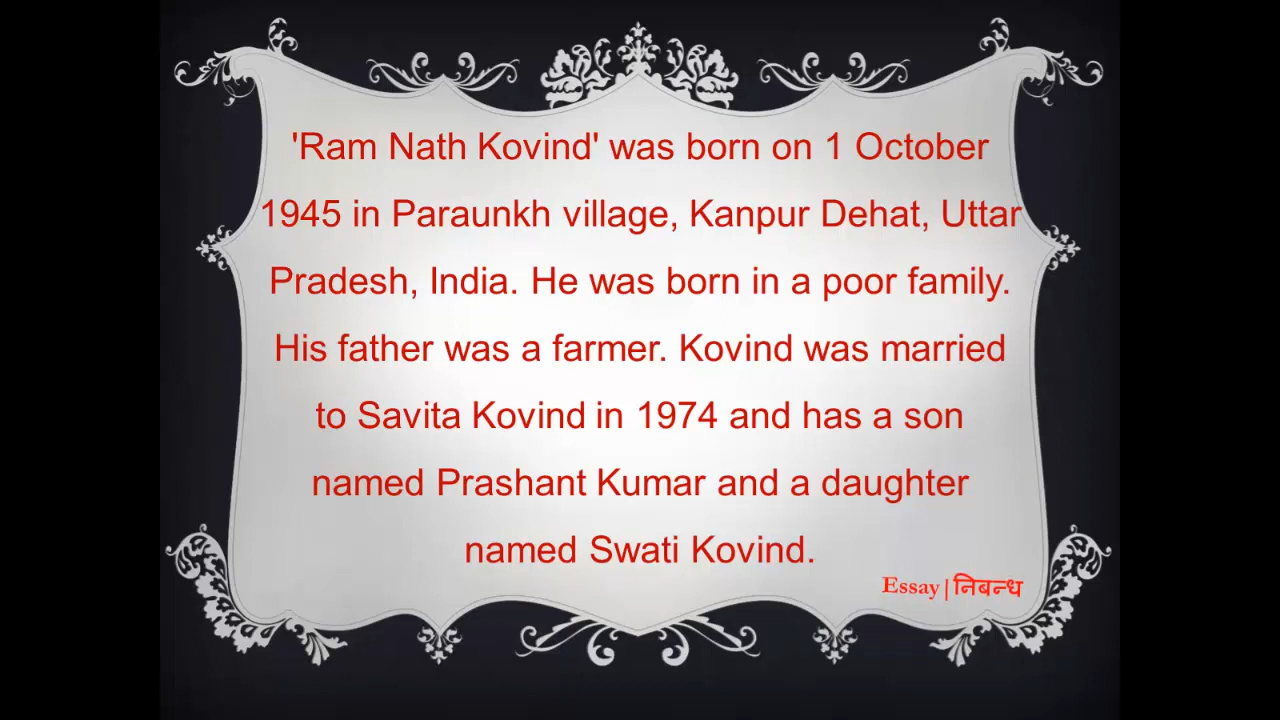 'Ram Nath Kovind' was born on 1 October
1945 in Paraunkh village, Kanpur Dehat, Uttar
Pradesh, India. He was born in a poor family.
His father was a farmer. Kovind was married
to Savita Kovind in 1974 and has a son
named Prashant Kumar and a daughter
named Swati Kovind.
Essay|निबन्ध